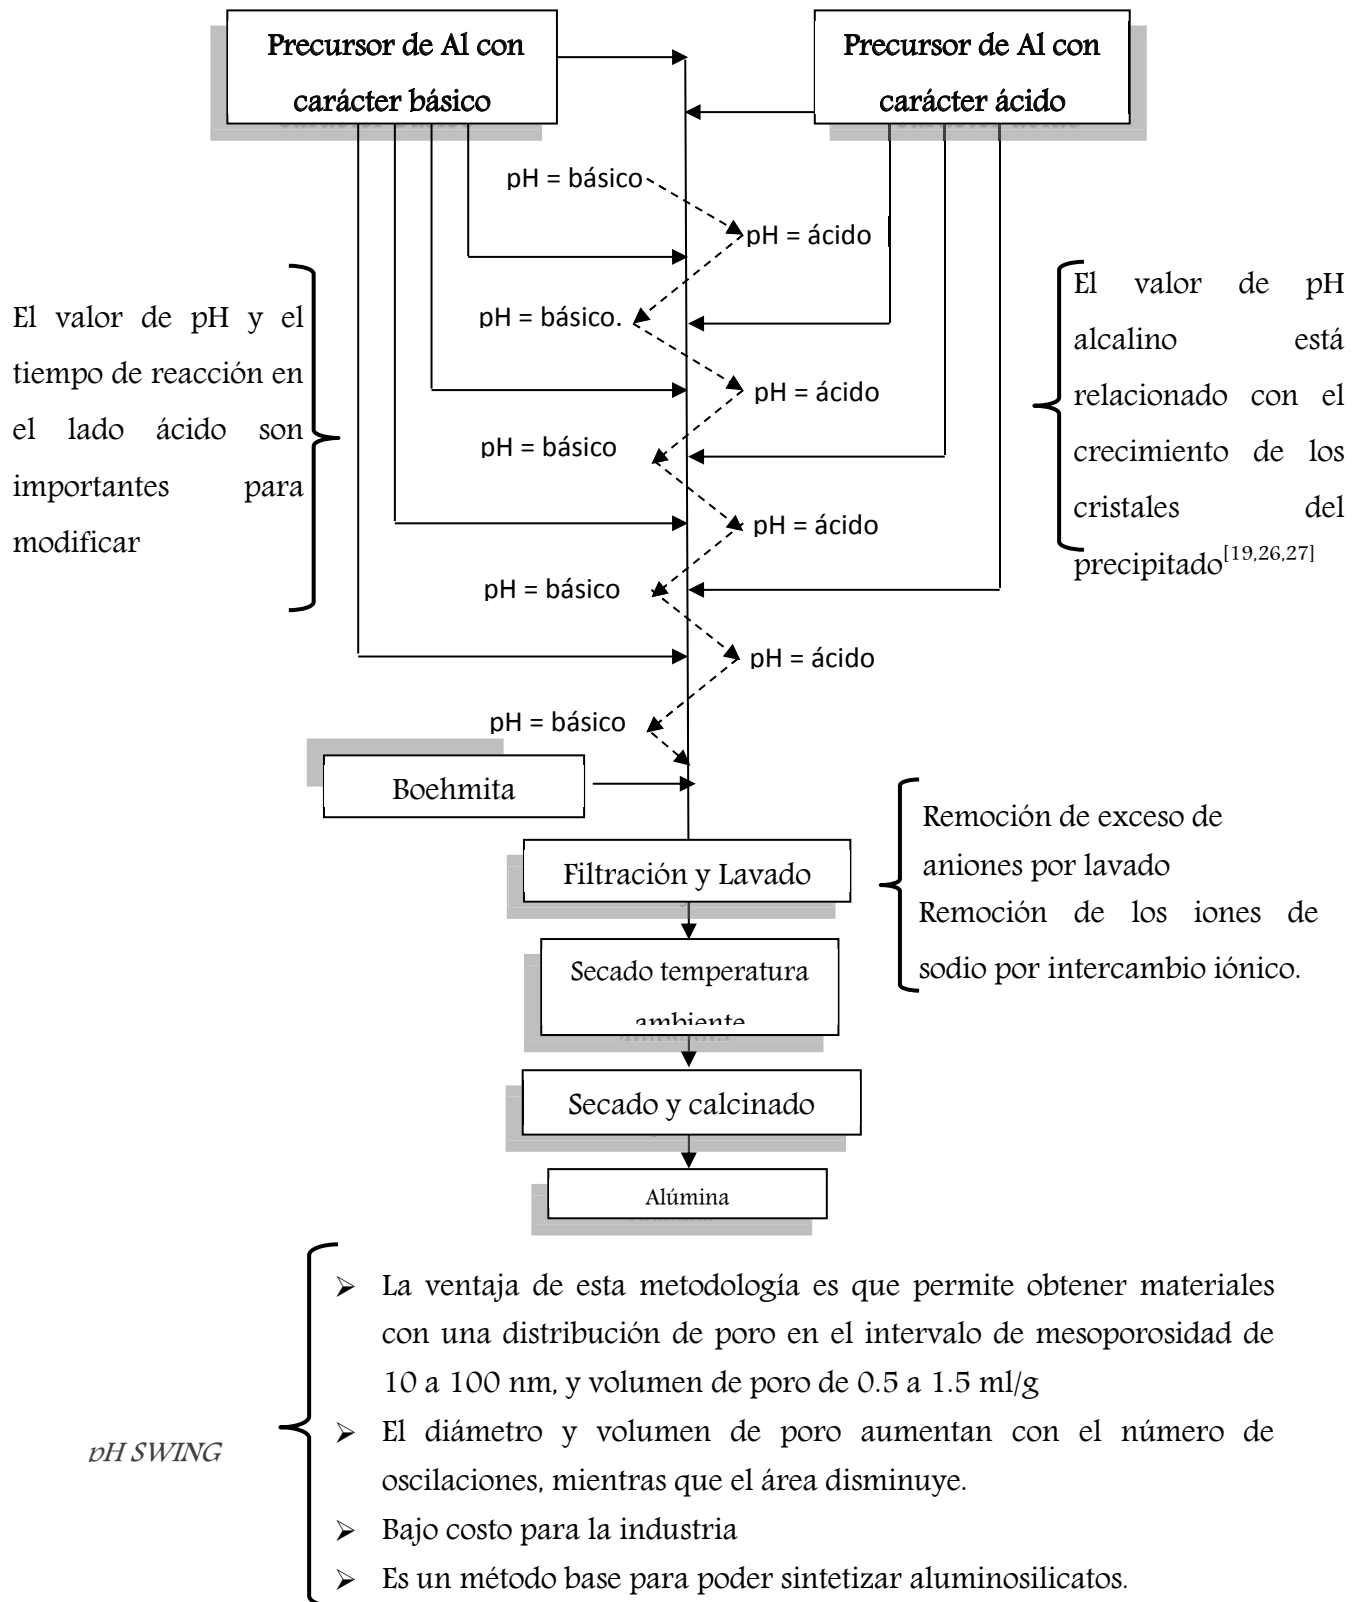 Precursor de Al con
carácter básico
Precursor de Al con
carácter ácido
pH = básico
pH = ácido
pH = básico.
pH = ácido
pH = básico
pH = ácido
pH = básico
pH = ácido
pH = básico
El valor de pH y el
tiempo de reacción en
el lado ácido son
importantes para
modificar
El valor de pH
alcalino está
relacionado con el
crecimiento de los
cristales del
precipitado[19,26,27]
Boehmita
Filtración y Lavado
Remoción de exceso de
aniones por lavado
Remoción de los iones de
sodio por intercambio iónico.
Secado temperatura
ambiente
Secado y calcinado
Alúmina
pH SWING
➢ La ventaja de esta metodología es que permite obtener materiales
con una distribución de poro en el intervalo de mesoporosidad de
10 a 100 nm, y volumen de poro de 0.5 a 1.5 ml/g
➢ El diámetro y volumen de poro aumentan con el número de
oscilaciones, mientras que el área disminuye.
➢ Bajo costo para la industria
➢ Es un método base para poder sintetizar aluminosilicatos.